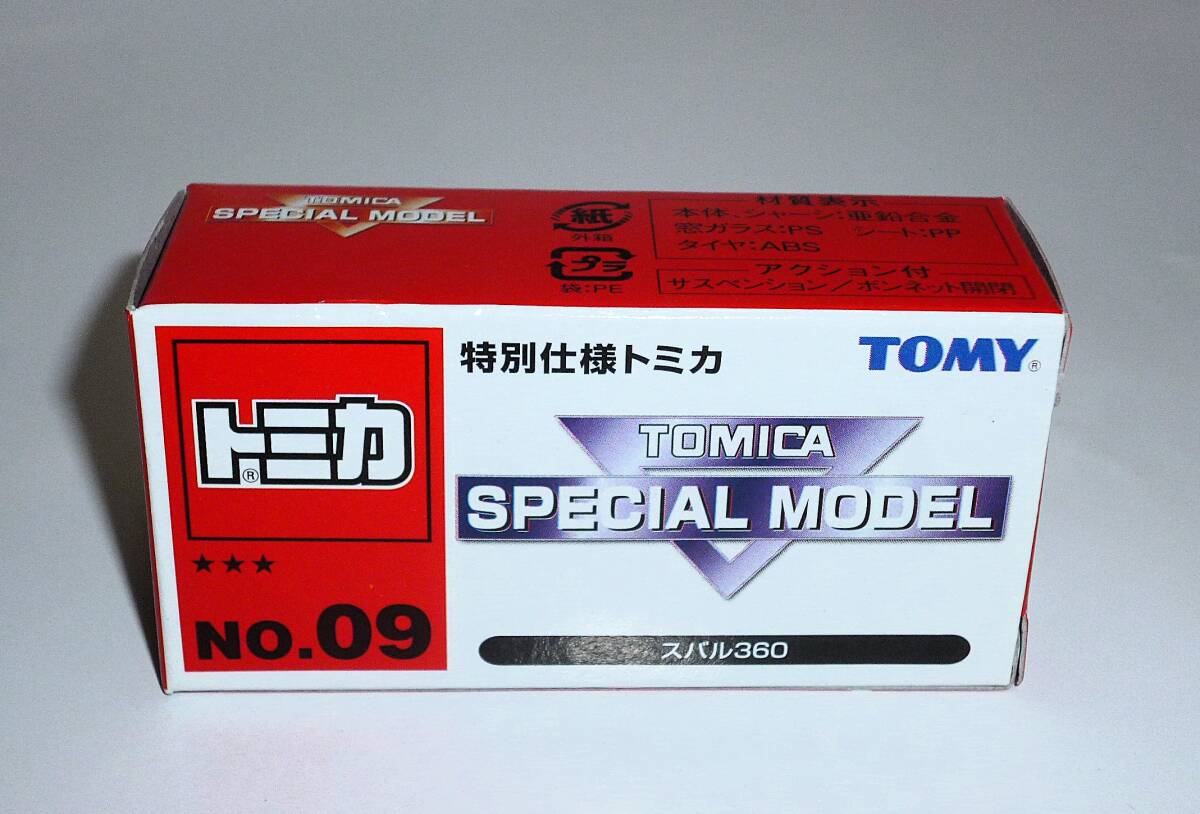 TOMICA
SPECIAL MODEL
紙
外箱
プラ
袋:PE
材質表示
本体、シャーシ:亜鉛合金
窓ガラス:PS シート:PP
タイヤ:ABS
アクション付
サスペンション/ボンネット開閉
トミカ®
★★★
NO.09
特別仕様トミカ
TOMY®
TOMICA
SPECIAL MODEL
スバル360